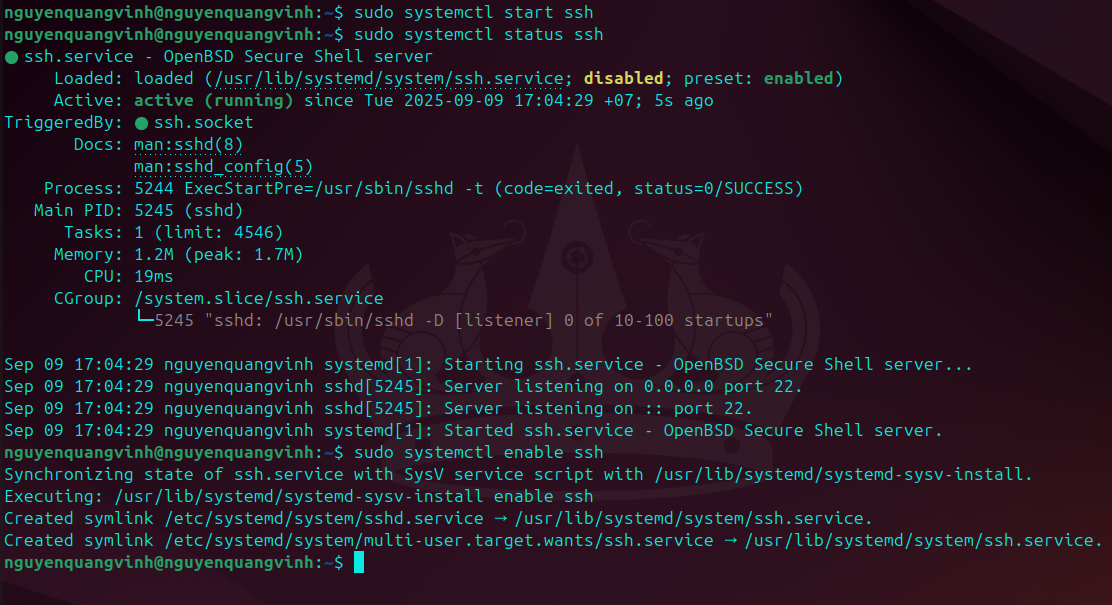 nguyenquangvinh@nguyenquangvinh:~$ sudo systemctl start ssh
nguyenquangvinh@nguyenquangvinh:~$ sudo systemctl status ssh
● ssh.service - OpenBSD Secure Shell server
     Loaded: loaded (/usr/lib/systemd/system/ssh.service; disabled; preset: enabled)
     Active: active (running) since Tue 2025-09-09 17:04:29 +07; 5s ago
TriggeredBy: ● ssh.socket
       Docs: man:sshd(8)
             man:sshd_config(5)
    Process: 5244 ExecStartPre=/usr/sbin/sshd -t (code=exited, status=0/SUCCESS)
   Main PID: 5245 (sshd)
      Tasks: 1 (limit: 4546)
     Memory: 1.2M (peak: 1.7M)
        CPU: 19ms
     CGroup: /system.slice/ssh.service
             └─5245 "sshd: /usr/sbin/sshd -D [listener] 0 of 10-100 startups"

Sep 09 17:04:29 nguyenquangvinh systemd[1]: Starting ssh.service - OpenBSD Secure Shell server...
Sep 09 17:04:29 nguyenquangvinh sshd[5245]: Server listening on 0.0.0.0 port 22.
Sep 09 17:04:29 nguyenquangvinh sshd[5245]: Server listening on :: port 22.
Sep 09 17:04:29 nguyenquangvinh systemd[1]: Started ssh.service - OpenBSD Secure Shell server.
nguyenquangvinh@nguyenquangvinh:~$ sudo systemctl enable ssh
Synchronizing state of ssh.service with SysV service script with /usr/lib/systemd/systemd-sysv-install.
Executing: /usr/lib/systemd/systemd-sysv-install enable ssh
Created symlink /etc/systemd/system/sshd.service → /usr/lib/systemd/system/ssh.service.
Created symlink /etc/systemd/system/multi-user.target.wants/ssh.service → /usr/lib/systemd/system/ssh.service.
nguyenquangvinh@nguyenquangvinh:~$